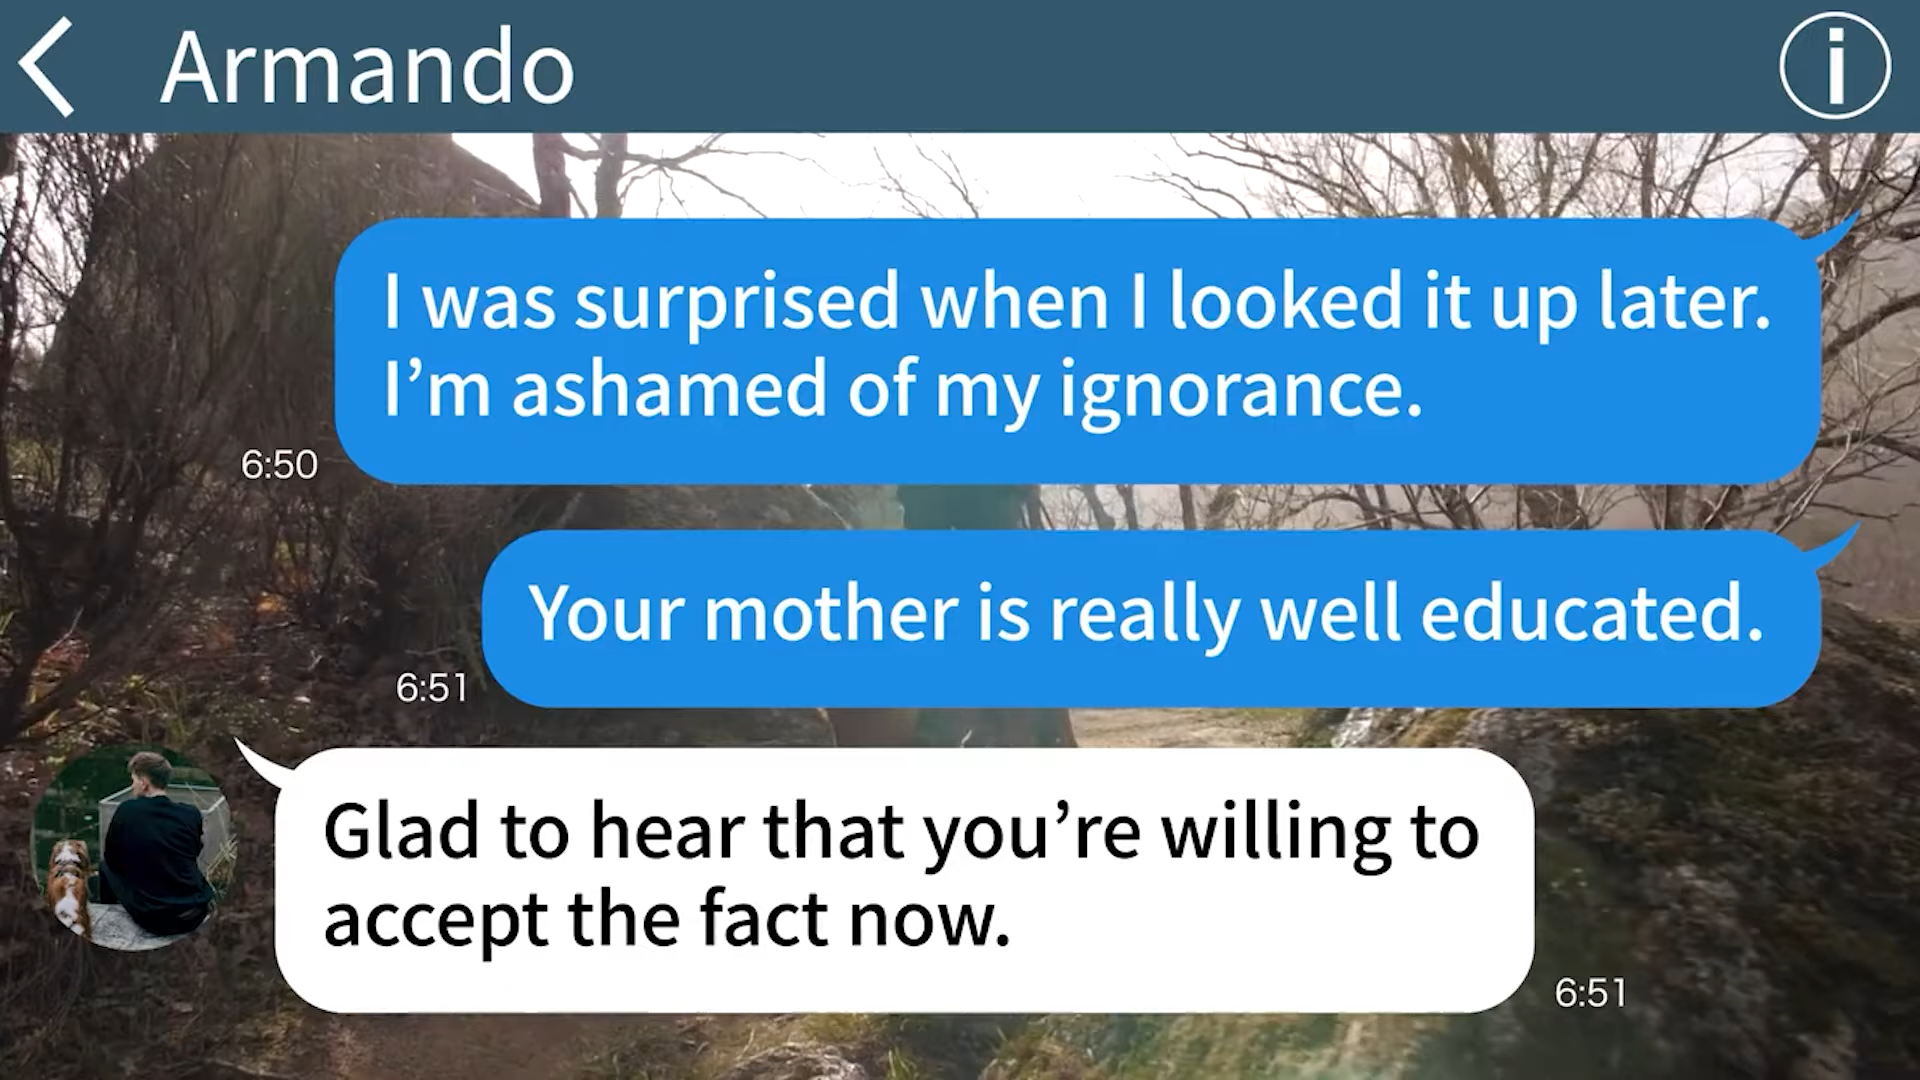 Armando
I was surprised when I looked it up later.
I’m ashamed of my ignorance.
6:50
Your mother is really well educated.
6:51
Glad to hear that you’re willing to
accept the fact now.
6:51